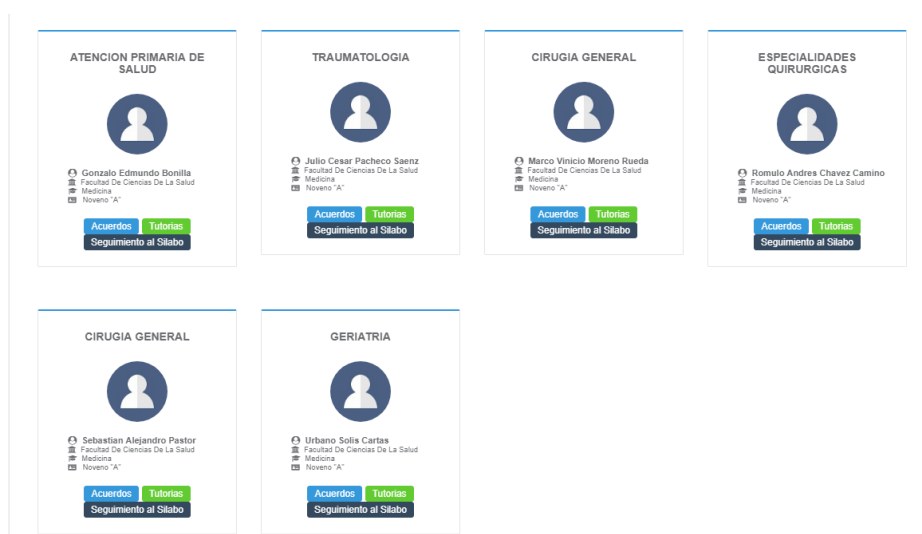 ATENCION PRIMARIA DE
SALUD
Gonzalo Edmundo Bonilla
Facultad De Ciencias De La Salud
Medicina
Noveno "A"
Acuerdos Tutorias
Seguimiento al Silabo
TRAUMATOLOGIA
Julio Cesar Pacheco Saenz
Facultad De Ciencias De La Salud
Medicina
Noveno "A"
Acuerdos Tutorias
Seguimiento al Silabo
CIRUGIA GENERAL
Marco Vinicio Moreno Rueda
Facultad De Ciencias De La Salud
Medicina
Noveno "A"
Acuerdos Tutorias
Seguimiento al Silabo
ESPECIALIDADES
QUIRURGICAS
Romulo Andres Chavez Camino
Facultad De Ciencias De La Salud
Medicina
Noveno "A"
Acuerdos Tutorias
Seguimiento al Silabo
CIRUGIA GENERAL
Sebastian Alejandro Pastor
Facultad De Ciencias De La Salud
Medicina
Noveno "A"
Acuerdos Tutorias
Seguimiento al Silabo
GERIATRIA
Urbano Solis Cartas
Facultad De Ciencias De La Salud
Medicina
Noveno "A"
Acuerdos Tutorias
Seguimiento al Silabo